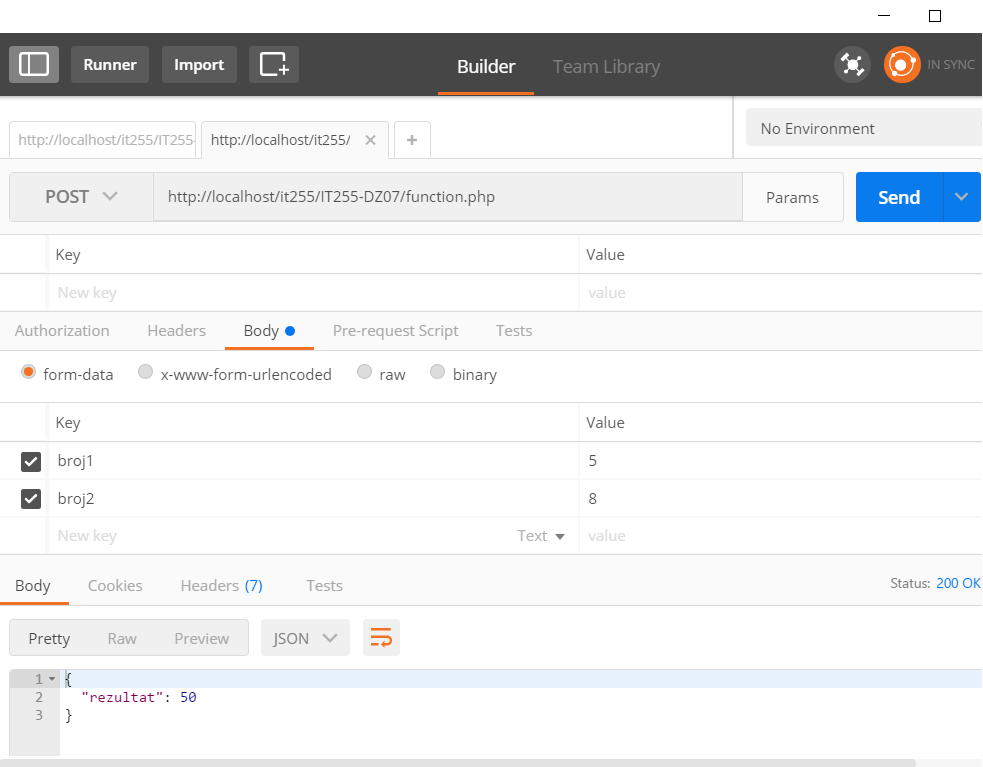 Runner Import Builder Team Library IN SYNC
http://localhost/it255/IT255- http://localhost/it255/ No Environment
POST http://localhost/it255/IT255-DZ07/function.php Params Send
Key Value
New key value
Authorization Headers Body Pre-request Script Tests
form-data x-www-form-urlencoded raw binary
Key Value
broj1 5
broj2 8
New key Text value
Body Cookies Headers (7) Tests Status: 200 OK
Pretty Raw Preview JSON
1 {
2 "rezultat": 50
3 }